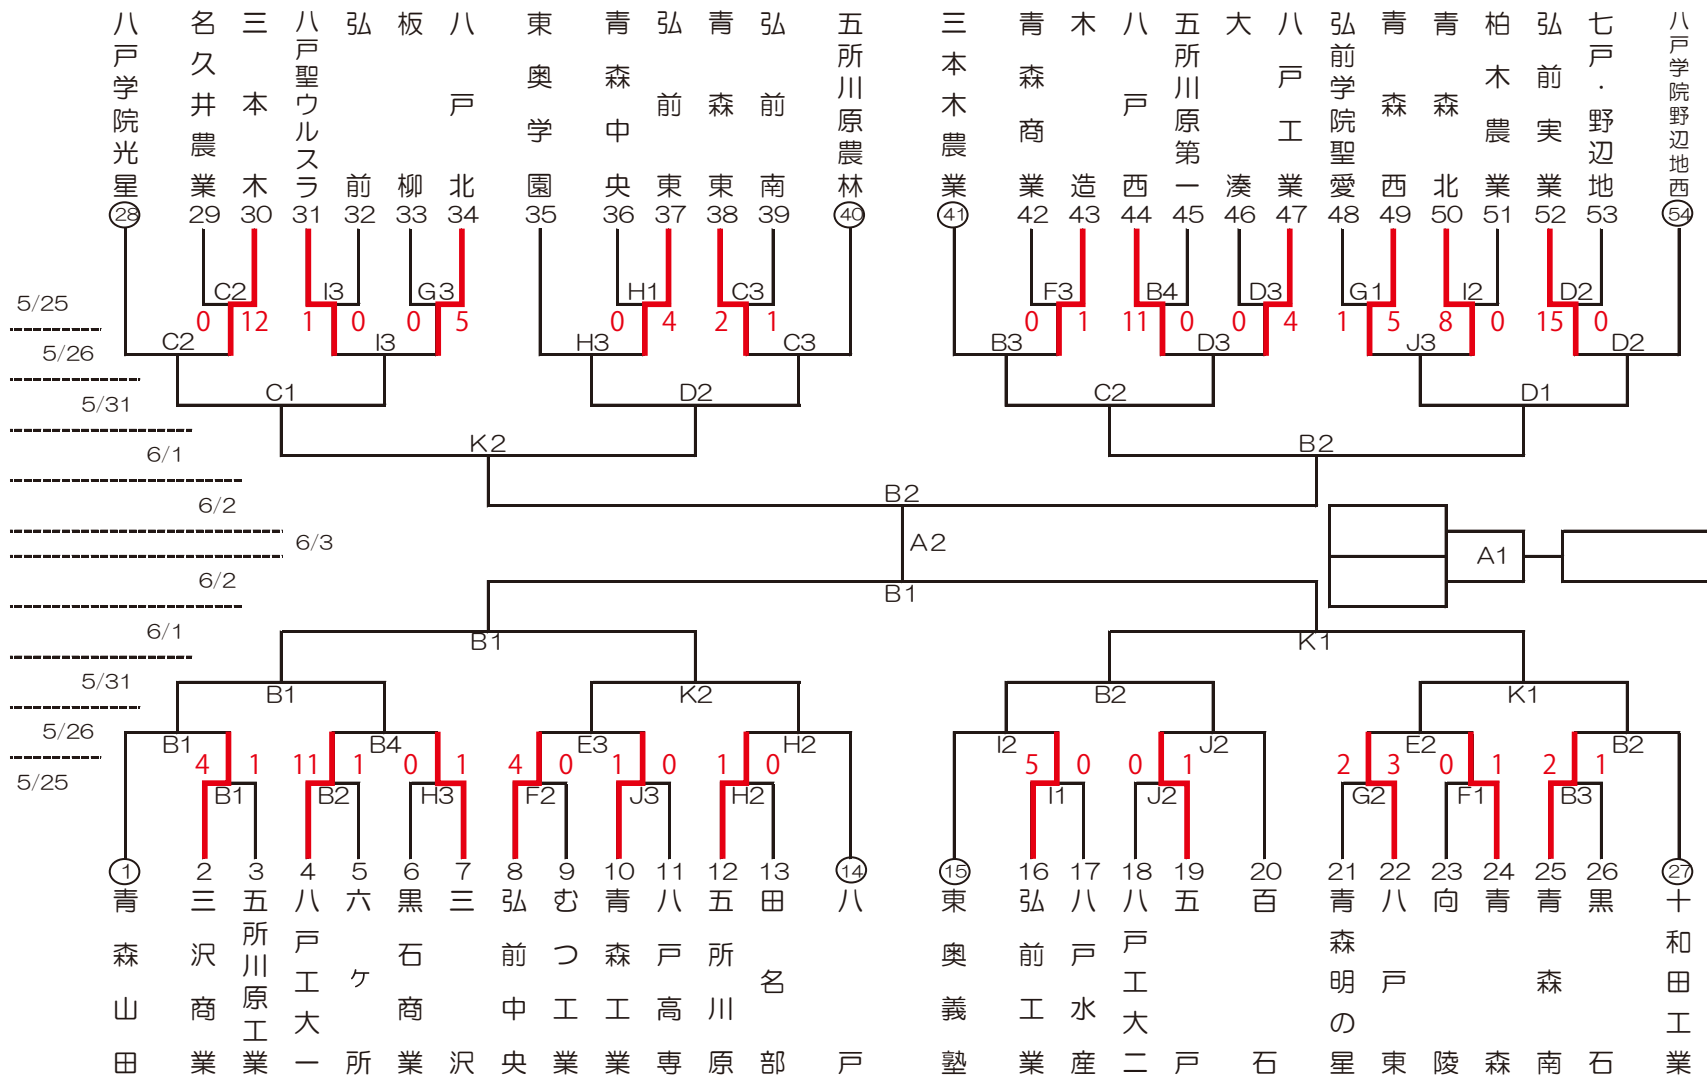 八戸学院光星
名久井農業
三本木
八戸聖ウルスラ
弘前
板柳
八戸北
東奥学園
青森中央
弘前東
青森東
弘前南
五所川原農林
三本木農業
青森商業
木造
八戸西
五所川原第一
大湊
八戸工業
弘前学院聖愛
青森西
青森北
柏木農業
弘前実業
七戸・野辺地
八戸学院野辺地西
28 29 30 31 32 33 34 35 36 37 38 39 40 41 42 43 44 45 46 47 48 49 50 51 52 53 54
C2 I3 G3 H1 C3 F3 B4 D3 G1 I2 D2
5/25
0 12 1 0 0 5 0 4 2 1 0 1 11 0 0 4 1 5 8 0 15 0
C2 I3 H3 C3 B3 D3 J3 D2
5/26
C1 D2 C2 D1
5/31
K2 B2
6/1
B2
6/2
A2
6/3
A1
6/2
B1
6/1
B1 K1
5/31
B1 K2 B2 K1
5/26
B1 B4 E3 H2 I2 J2 E2 B2
4 1 11 1 0 1 4 0 1 0 1 0 5 0 0 1 2 3 0 1 2 1
5/25
B1 B2 H3 F2 J3 H2 I1 J2 G2 F1 B3
1 2 3 4 5 6 7 8 9 10 11 12 13 14 15 16 17 18 19 20 21 22 23 24 25 26 27
青森山田
三沢商業
五所川原工業
八戸工大一
六ヶ所
黒石商業
三沢
弘前中央
むつ工業
青森工業
八戸高専
五所川原
田名部
八戸
東奥義塾
弘前工業
八戸水産
八戸工大二
五戸
百石
青森明の星
八戸東
向陵
青森
青森南
黒石
十和田工業